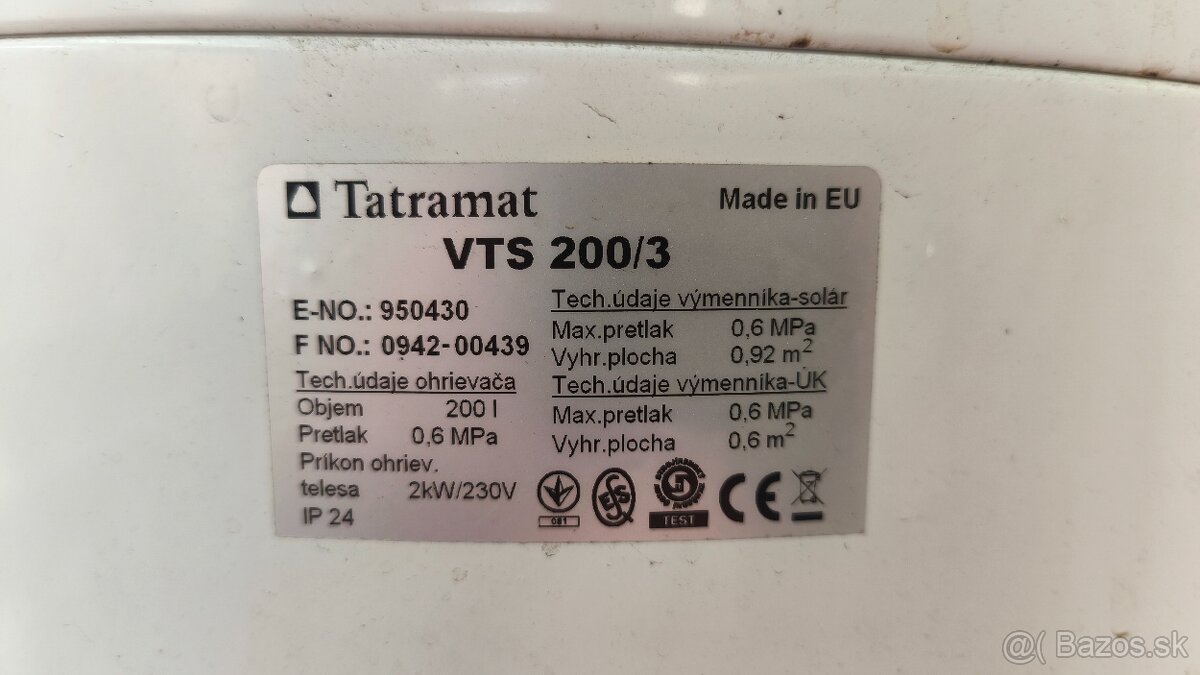 Tatramat
Made in EU
VTS 200/3
E-NO.: 950430
F NO.: 0942-00439
Tech.údaje ohrievača
Objem 200 l
Pretlak 0,6 MPa
Príkon ohriev.
telesa 2kW/230V
IP 24
Tech.údaje výmenníka-solár
Max.pretlak 0,6 MPa
Vyhr.plocha 0,92 m²
Tech.údaje výmenníka-ÚK
Max.pretlak 0,6 MPa
Vyhr.plocha 0,6 m²
081
TEST
CE
@( Bazos.sk